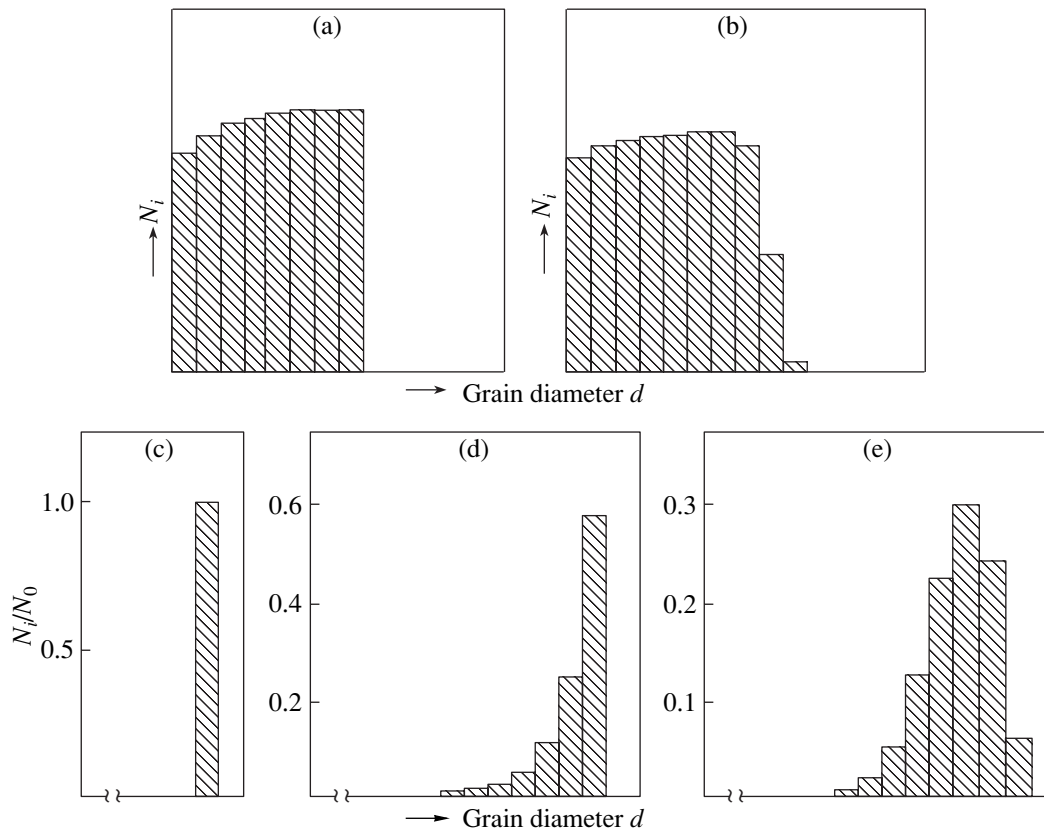 (a)
(b)
N_i
N_i
Grain diameter d
(c)
(d)
(e)
N_i/N_0
1.0
0.5
0.6
0.4
0.2
0.3
0.2
0.1
Grain diameter d